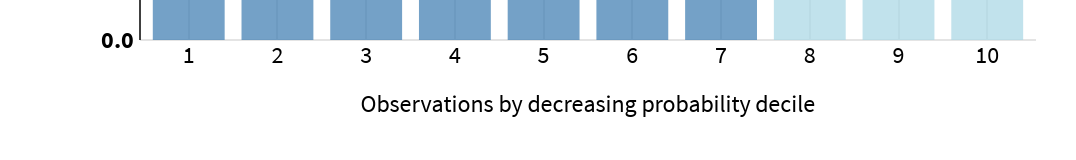 0.0
1 2 3 4 5 6 7 8 9 10
Observations by decreasing probability decile